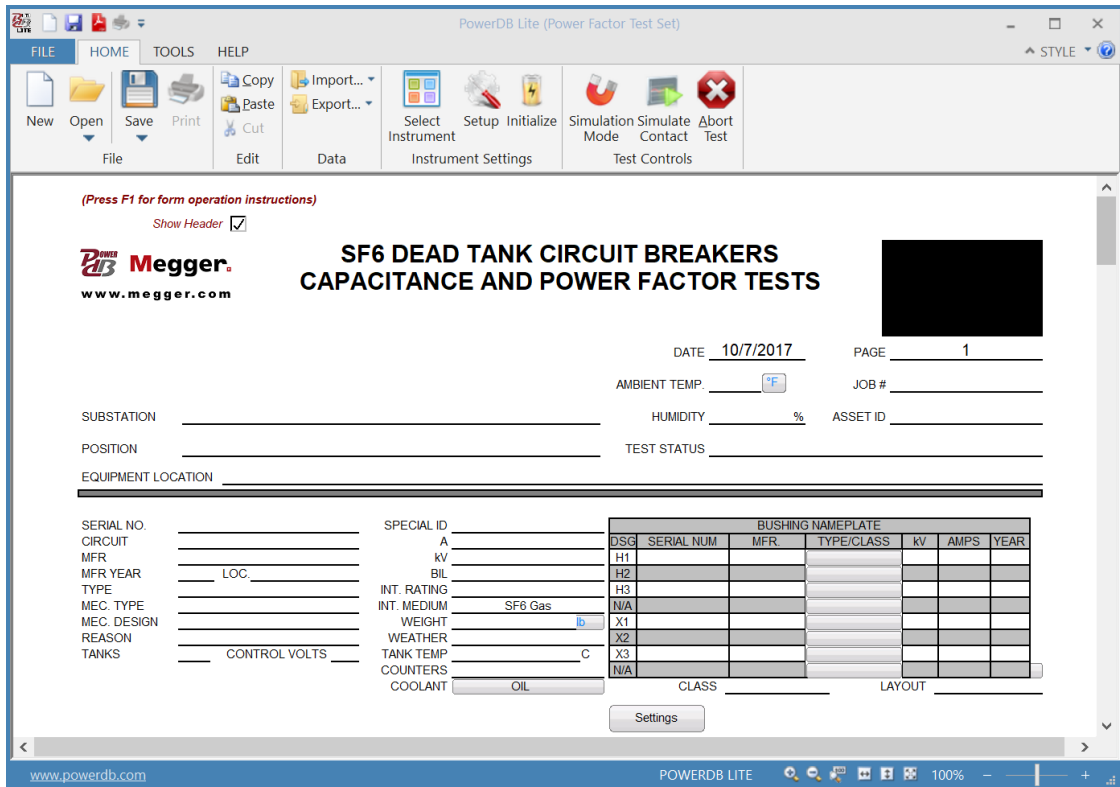 PowerDB Lite (Power Factor Test Set)
FILE HOME TOOLS HELP STYLE
New Open Save Print Copy Paste Cut Import... Export... Select Instrument Setup Initialize Simulation Mode Simulate Contact Abort Test
File Edit Data Instrument Settings Test Controls
(Press F1 for form operation instructions)
Show Header
POWER DB Megger.
www.megger.com
SF6 DEAD TANK CIRCUIT BREAKERS
CAPACITANCE AND POWER FACTOR TESTS
DATE 10/7/2017 PAGE 1
AMBIENT TEMP. °F JOB #
SUBSTATION HUMIDITY % ASSET ID
POSITION TEST STATUS
EQUIPMENT LOCATION
SERIAL NO. SPECIAL ID BUSHING NAMEPLATE
CIRCUIT A DSG SERIAL NUM MFR. TYPE/CLASS kV AMPS YEAR
MFR kV H1
MFR YEAR LOC. BIL H2
TYPE INT. RATING H3
MEC. TYPE INT. MEDIUM SF6 Gas N/A
MEC. DESIGN WEIGHT lb X1
REASON WEATHER X2
TANKS CONTROL VOLTS TANK TEMP C X3
COUNTERS N/A
COOLANT OIL CLASS LAYOUT
Settings
www.powerdb.com POWERDB LITE 100%